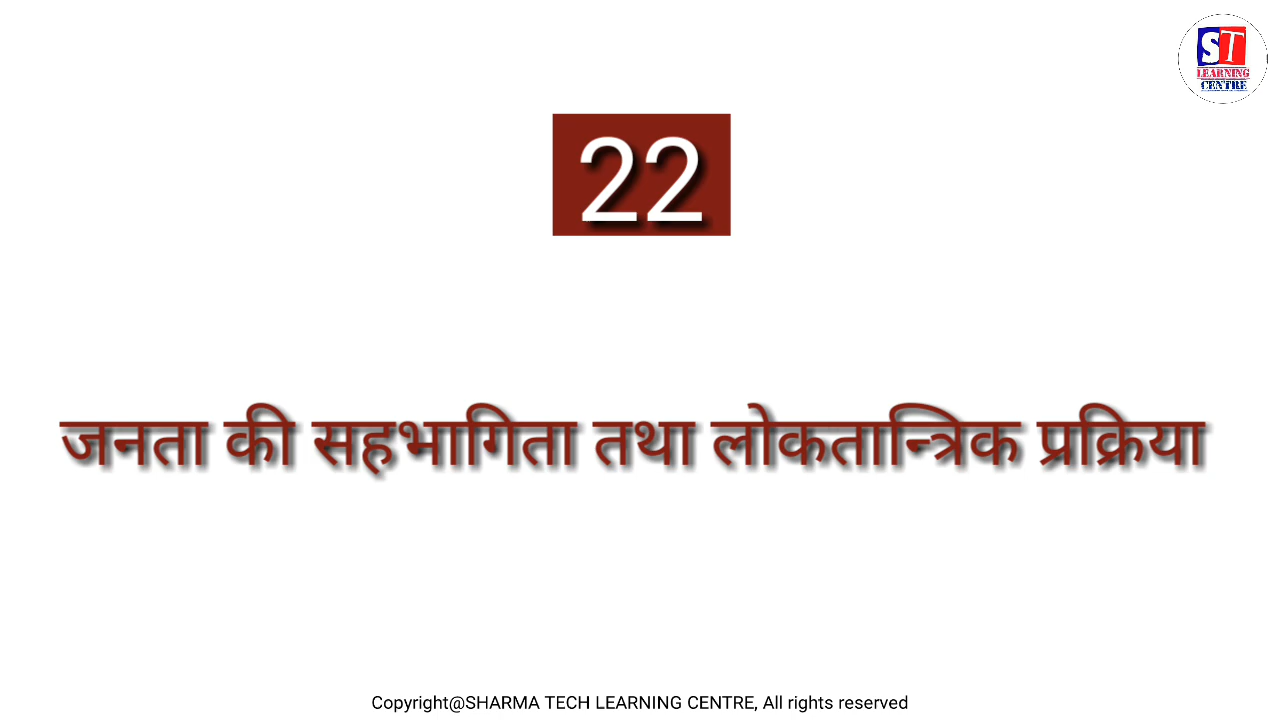 ST
LEARNING
CENTRE
22
जनता की सहभागिता तथा लोकतान्त्रिक प्रक्रिया
Copyright@SHARMA TECH LEARNING CENTRE, All rights reserved